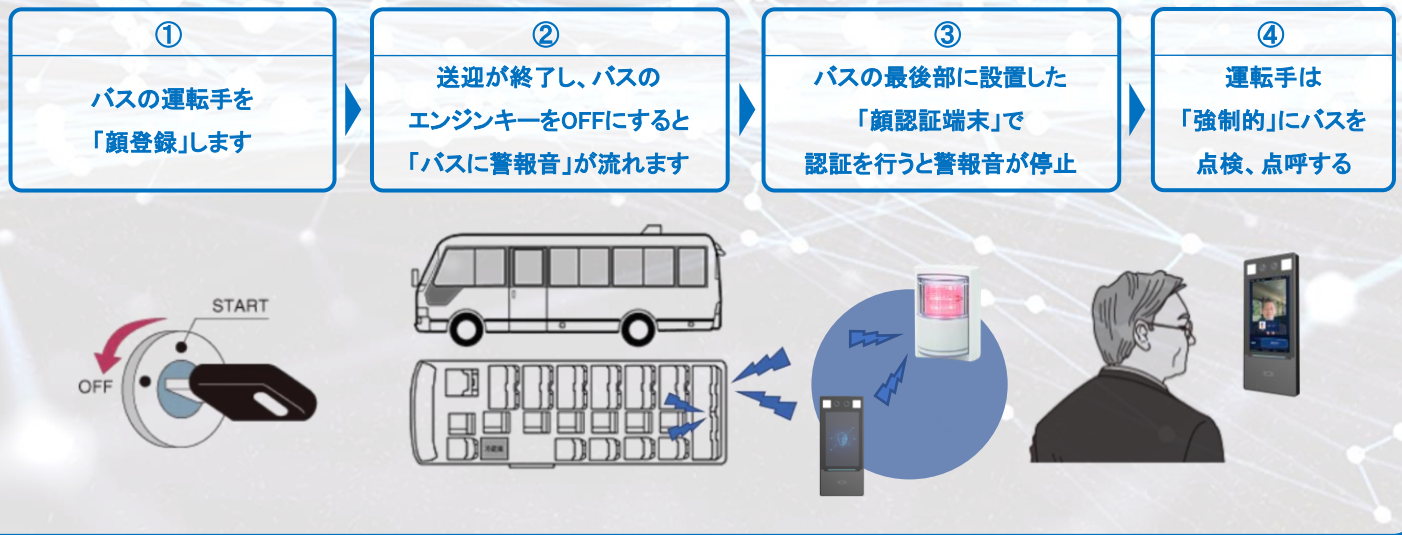 ①
バスの運転手を
「顔登録」します
②
送迎が終了し、バスの
エンジンキーをOFFにすると
「バスに警報音」が流れます
③
バスの最後部に設置した
「顔認証端末」で
認証を行うと警報音が停止
④
運転手は
「強制的」にバスを
点検、点呼する
START
OFF